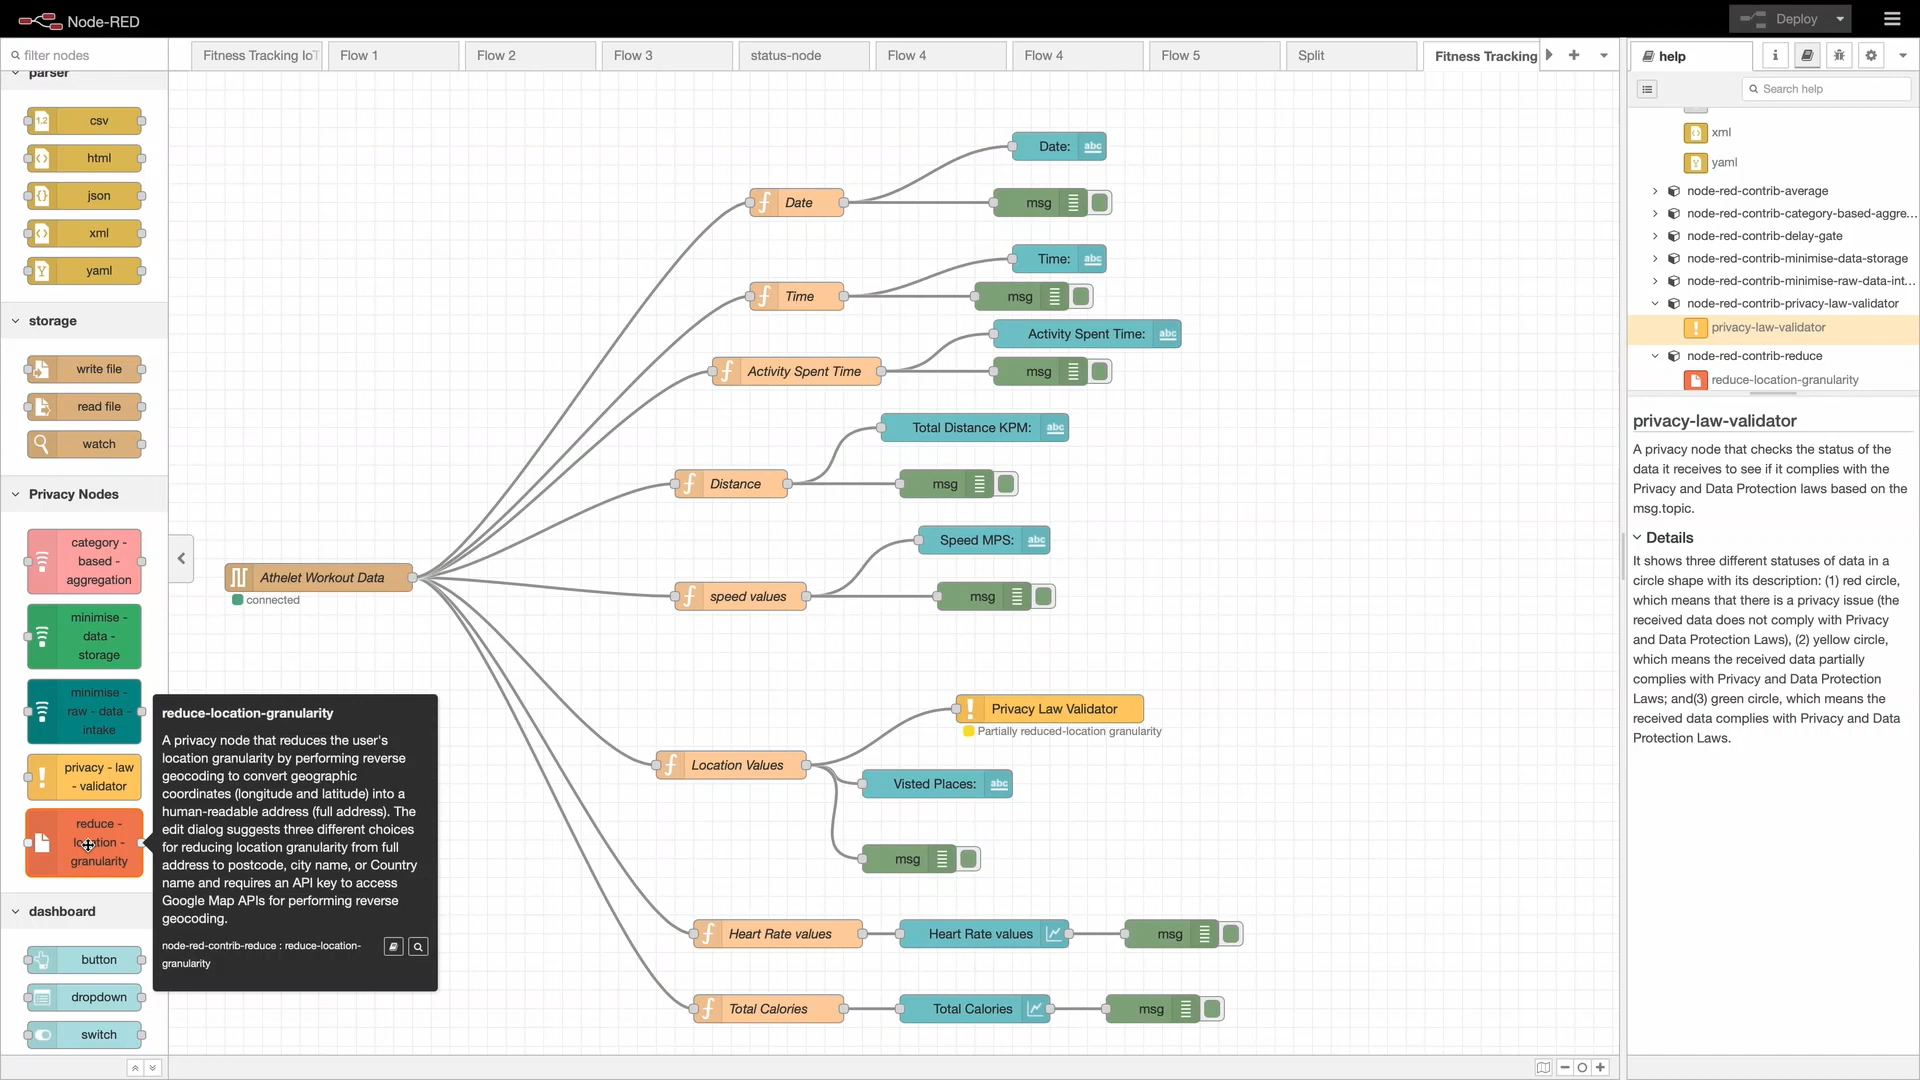 Node-RED
Deploy
filter nodes
Fitness Tracking IoT
Flow 1
Flow 2
Flow 3
status-node
Flow 4
Flow 4
Flow 5
Split
Fitness Tracking
help
parser
csv
html
json
xml
yaml
storage
write file
read file
watch
Privacy Nodes
category -
based -
aggregation
minimise -
data -
storage
minimise -
raw - data -
intake
privacy - law
- validator
reduce -
location -
granularity
dashboard
button
dropdown
switch
reduce-location-granularity
A privacy node that reduces the user's
location granularity by performing reverse
geocoding to convert geographic
coordinates (longitude and latitude) into a
human-readable address (full address). The
edit dialog suggests three different choices
for reducing location granularity from full
address to postcode, city name, or Country
name and requires an API key to access
Google Map APIs for performing reverse
geocoding.
node-red-contrib-reduce : reduce-location-
granularity
Athelet Workout Data
connected
Date
Date: abc
msg
Time
Time: abc
msg
Activity Spent Time
Activity Spent Time: abc
msg
Distance
Total Distance KPM: abc
msg
speed values
Speed MPS: abc
msg
Location Values
Privacy Law Validator
Partially reduced-location granularity
Visted Places: abc
msg
Heart Rate values
Heart Rate values
msg
Total Calories
Total Calories
msg
Search help
xml
yaml
node-red-contrib-average
node-red-contrib-category-based-aggre...
node-red-contrib-delay-gate
node-red-contrib-minimise-data-storage
node-red-contrib-minimise-raw-data-int...
node-red-contrib-privacy-law-validator
privacy-law-validator
node-red-contrib-reduce
reduce-location-granularity
privacy-law-validator
A privacy node that checks the status of the
data it receives to see if it complies with the
Privacy and Data Protection laws based on the
msg.topic.
Details
It shows three different statuses of data in a
circle shape with its description: (1) red circle,
which means that there is a privacy issue (the
received data does not comply with Privacy
and Data Protection Laws), (2) yellow circle,
which means the received data partially
complies with Privacy and Data Protection
Laws; and(3) green circle, which means the
received data complies with Privacy and Data
Protection Laws.